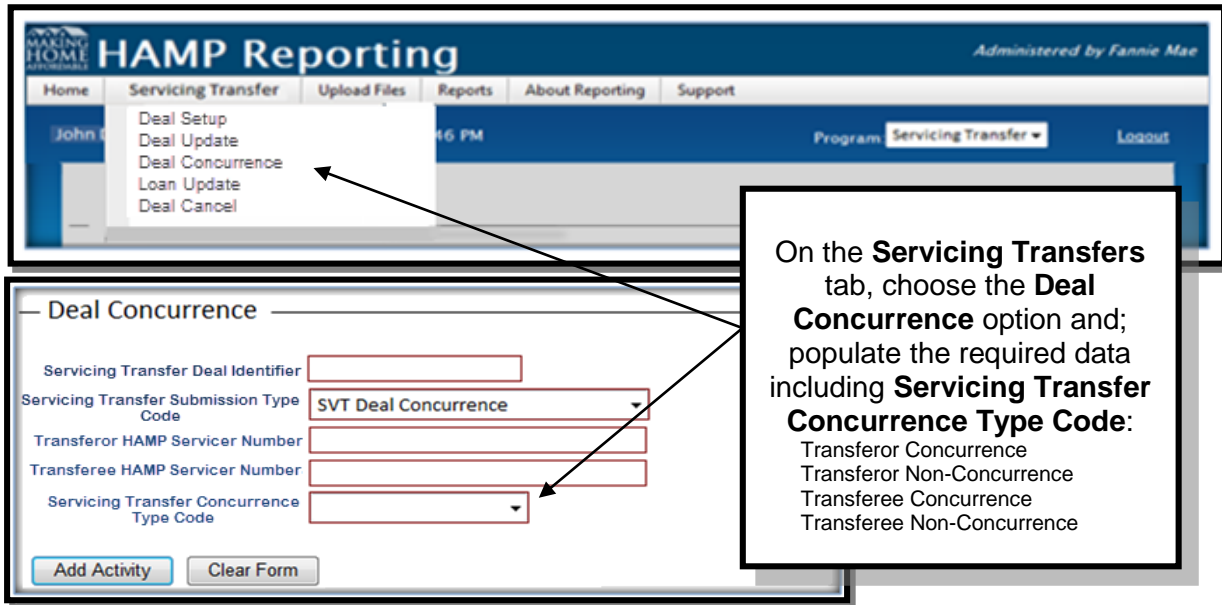 MAKING
HOME
AFFORDABLE
HAMP Reporting
Administered by Fannie Mae
Home Servicing Transfer Upload Files Reports About Reporting Support
John
46 PM
Program: Servicing Transfer
Logout
Deal Setup
Deal Update
Deal Concurrence
Loan Update
Deal Cancel
On the Servicing Transfers
tab, choose the Deal
Concurrence option and;
populate the required data
including Servicing Transfer
Concurrence Type Code:
Transferor Concurrence
Transferor Non-Concurrence
Transferee Concurrence
Transferee Non-Concurrence
Deal Concurrence
Servicing Transfer Deal Identifier
Servicing Transfer Submission Type
Code
SVT Deal Concurrence
Transferor HAMP Servicer Number
Transferee HAMP Servicer Number
Servicing Transfer Concurrence
Type Code
Add Activity Clear Form